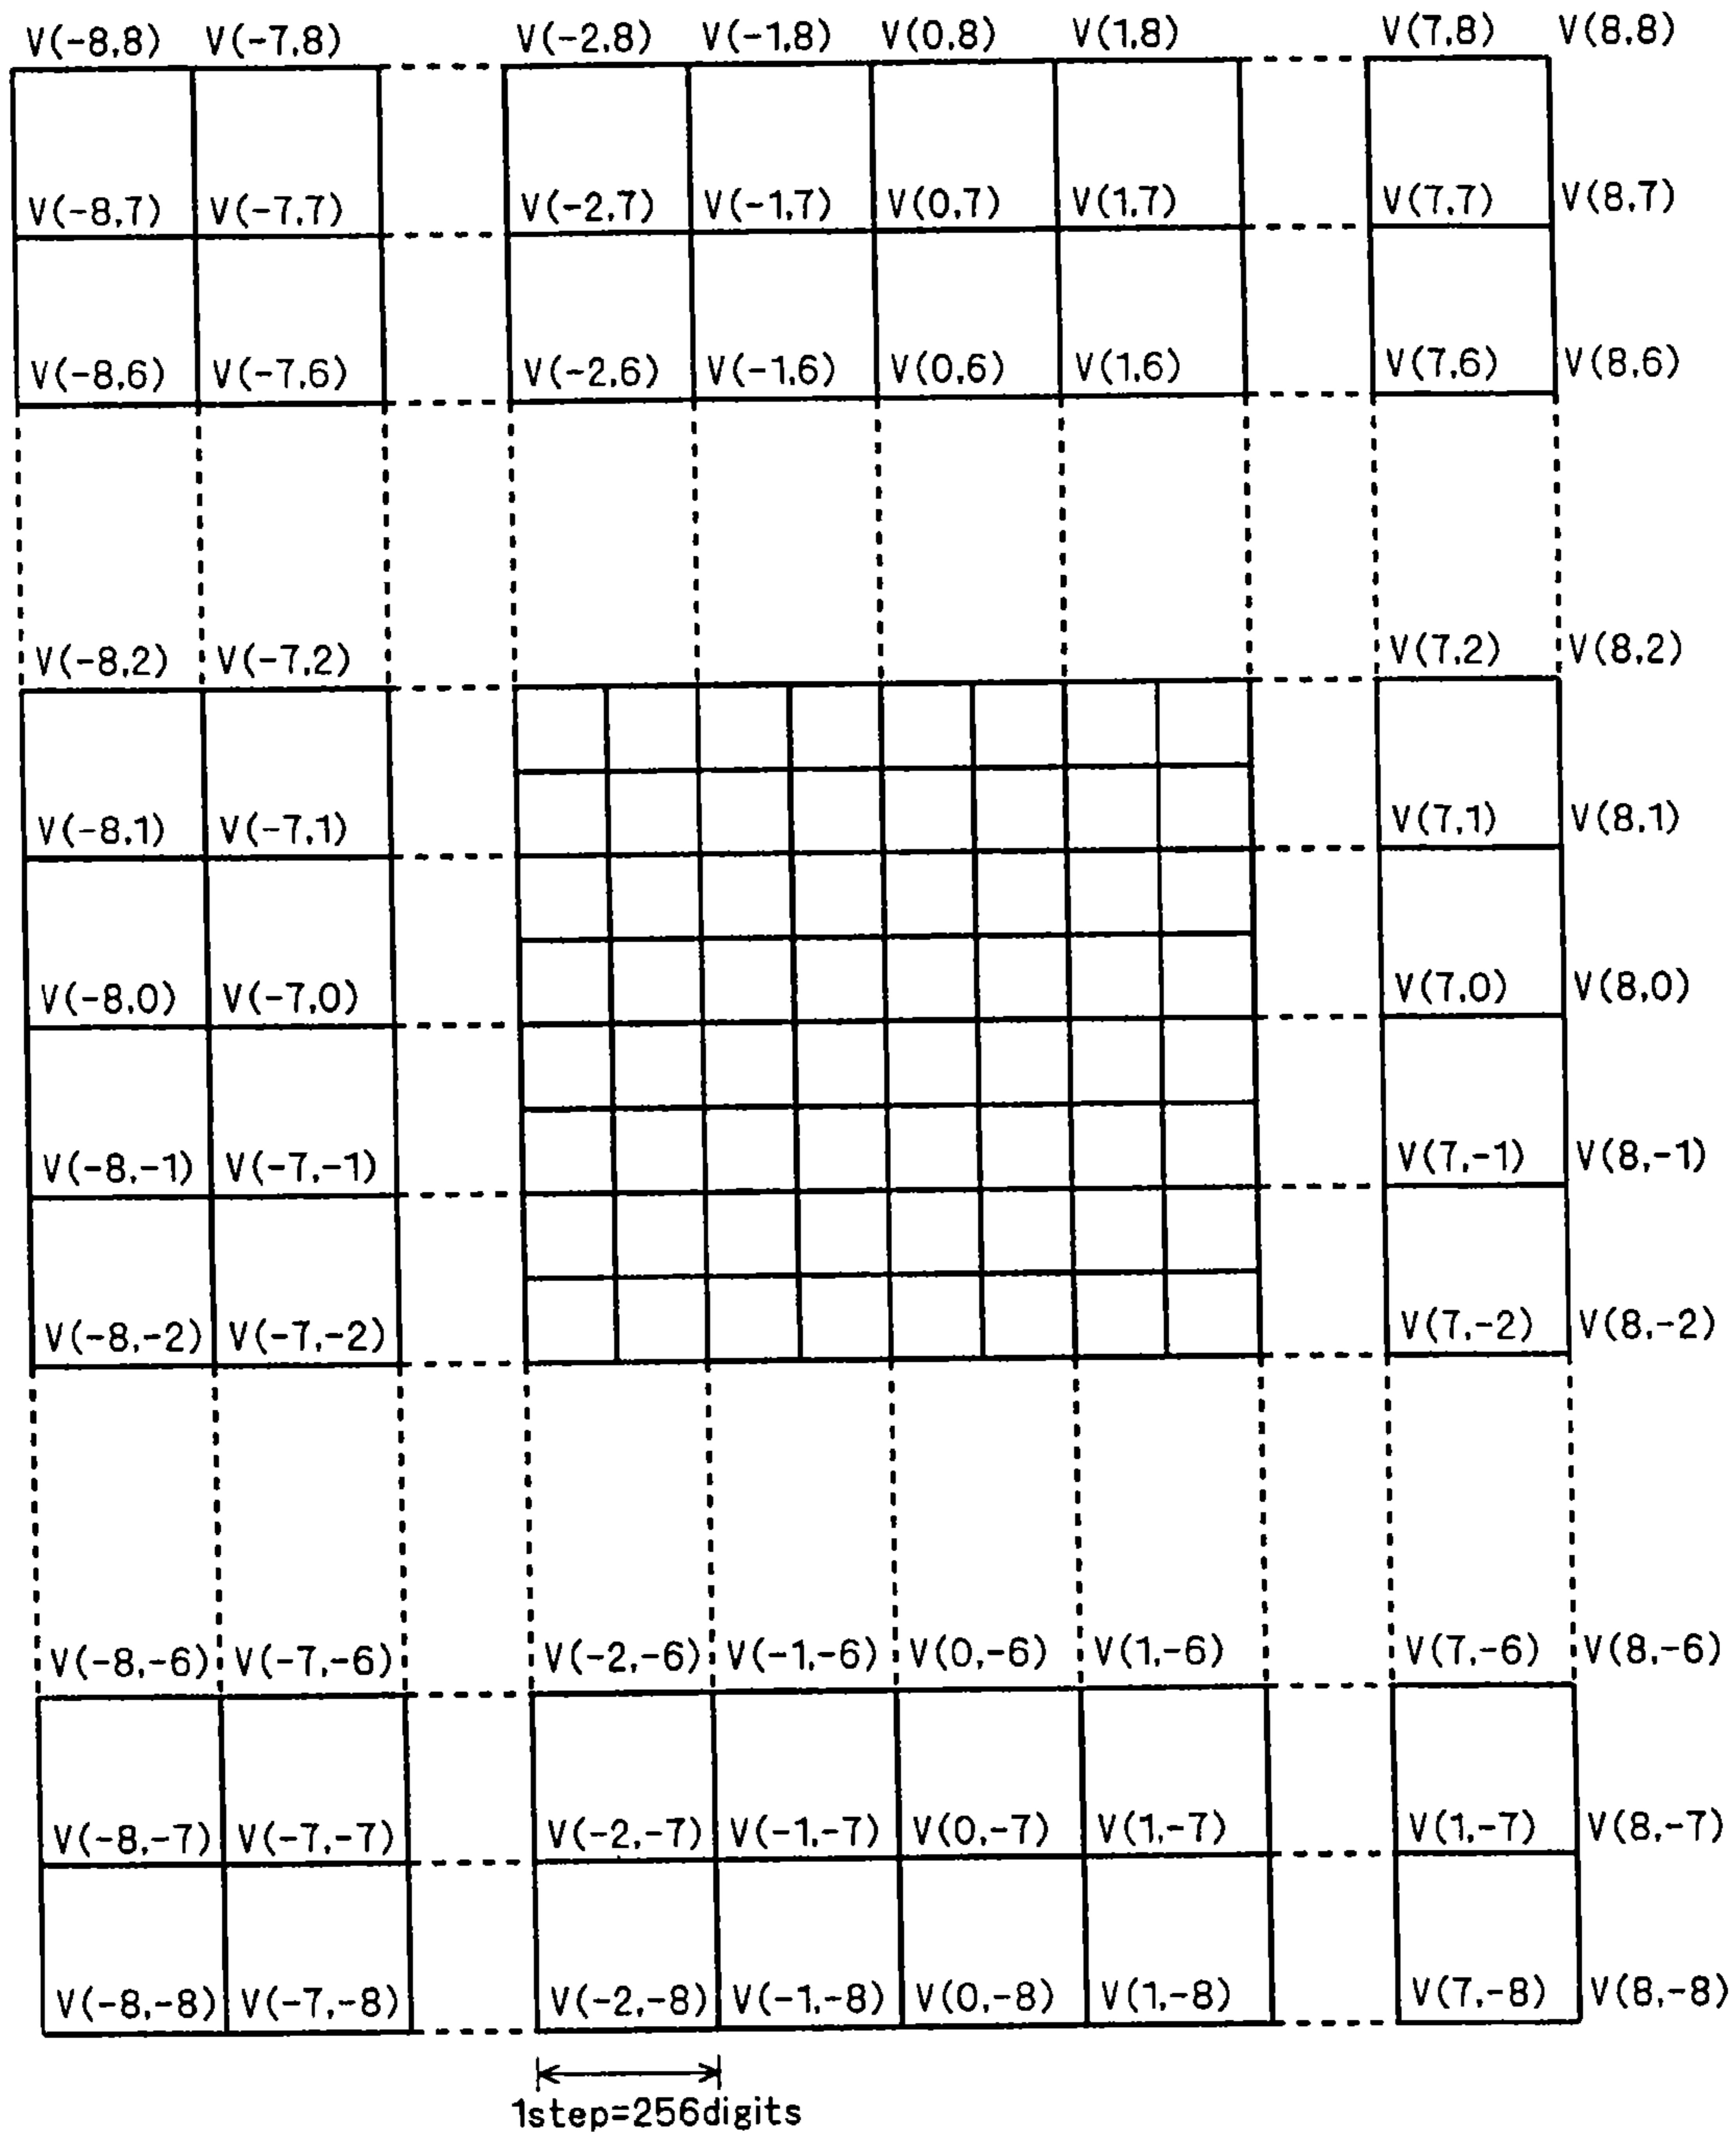 V(-8,8) V(-7,8) V(-2,8) V(-1,8) V(0,8) V(1,8) V(7,8) V(8,8)
V(-8,7) V(-7,7) V(-2,7) V(-1,7) V(0,7) V(1,7) V(7,7) V(8,7)
V(-8,6) V(-7,6) V(-2,6) V(-1,6) V(0,6) V(1,6) V(7,6) V(8,6)
V(-8,2) V(-7,2) V(7,2) V(8,2)
V(-8,1) V(-7,1) V(7,1) V(8,1)
V(-8,0) V(-7,0) V(7,0) V(8,0)
V(-8,-1) V(-7,-1) V(7,-1) V(8,-1)
V(-8,-2) V(-7,-2) V(7,-2) V(8,-2)
V(-8,-6) V(-7,-6) V(-2,-6) V(-1,-6) V(0,-6) V(1,-6) V(7,-6) V(8,-6)
V(-8,-7) V(-7,-7) V(-2,-7) V(-1,-7) V(0,-7) V(1,-7) V(1,-7) V(8,-7)
V(-8,-8) V(-7,-8) V(-2,-8) V(-1,-8) V(0,-8) V(1,-8) V(7,-8) V(8,-8)
1step=256digits